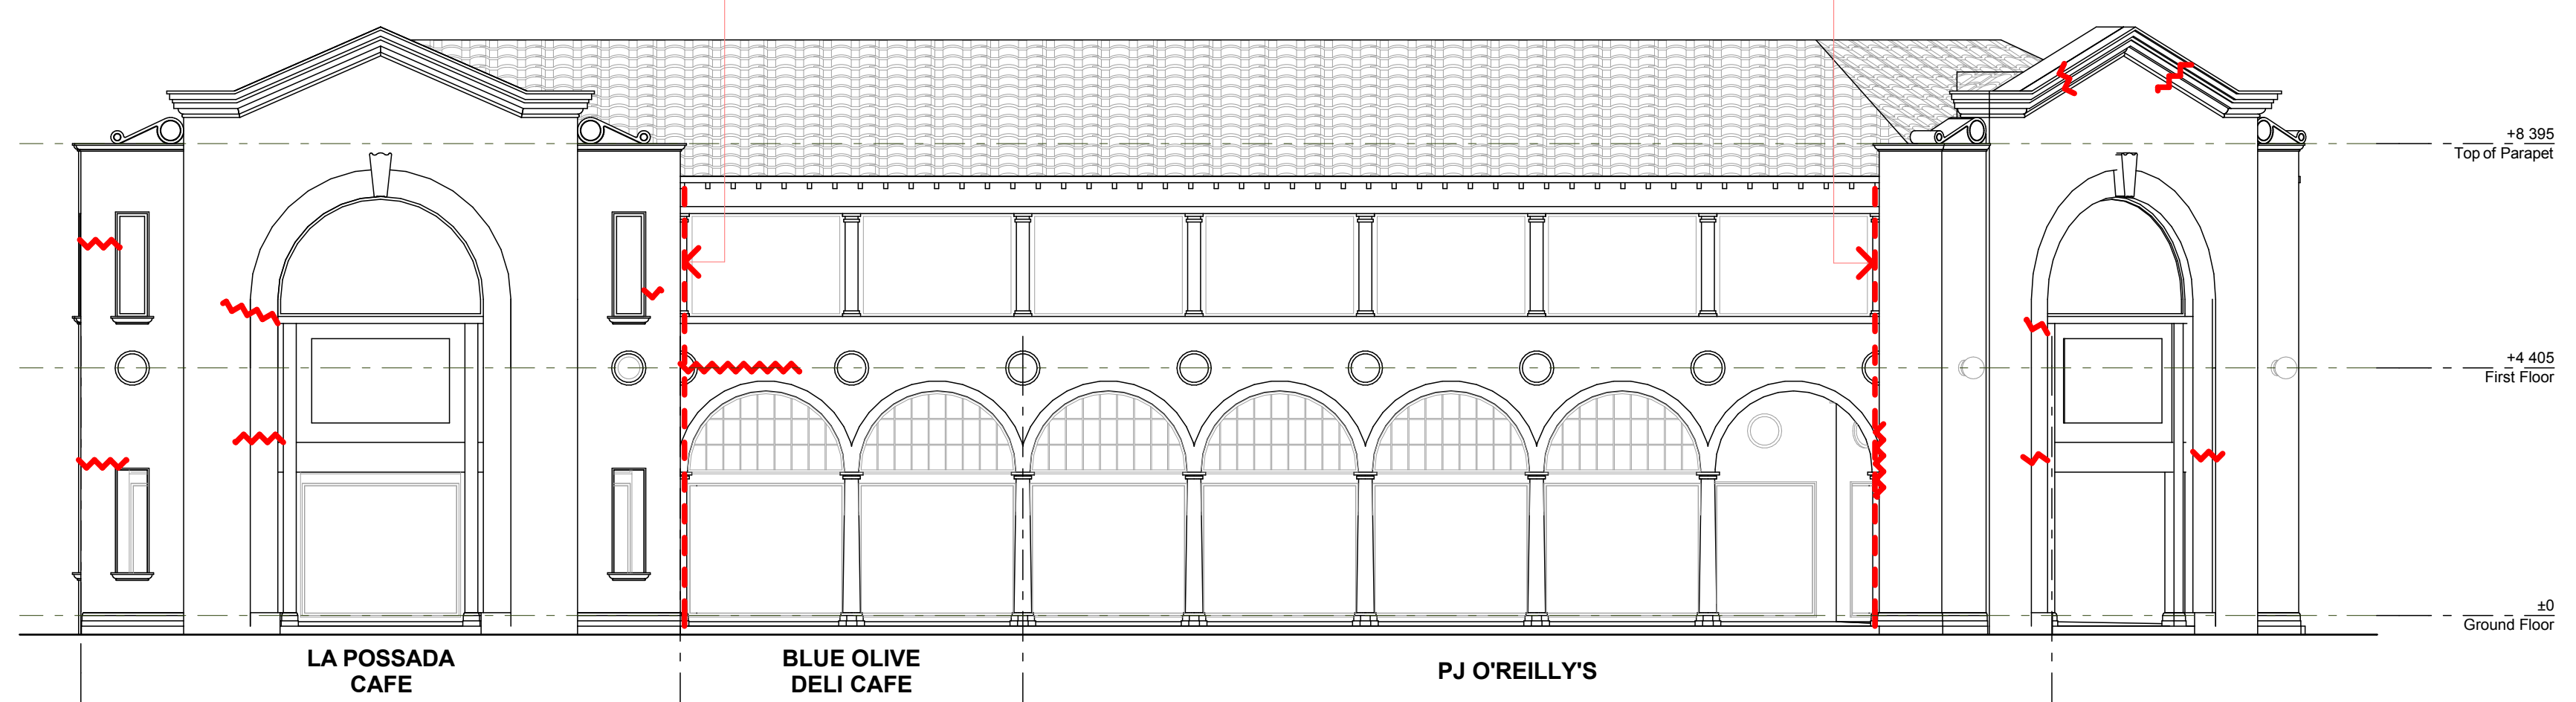 +8 395
Top of Parapet
+4 405
First Floor
±0
Ground Floor
LA POSSADA
CAFE
BLUE OLIVE
DELI CAFE
PJ O'REILLY'S